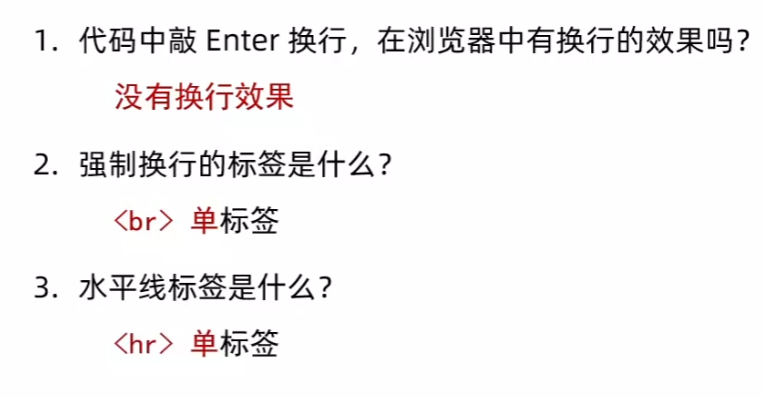 1. 代码中敲 Enter 换行，在浏览器中有换行的效果吗？
没有换行效果
2. 强制换行的标签是什么？
<br> 单标签
3. 水平线标签是什么？
<hr> 单标签